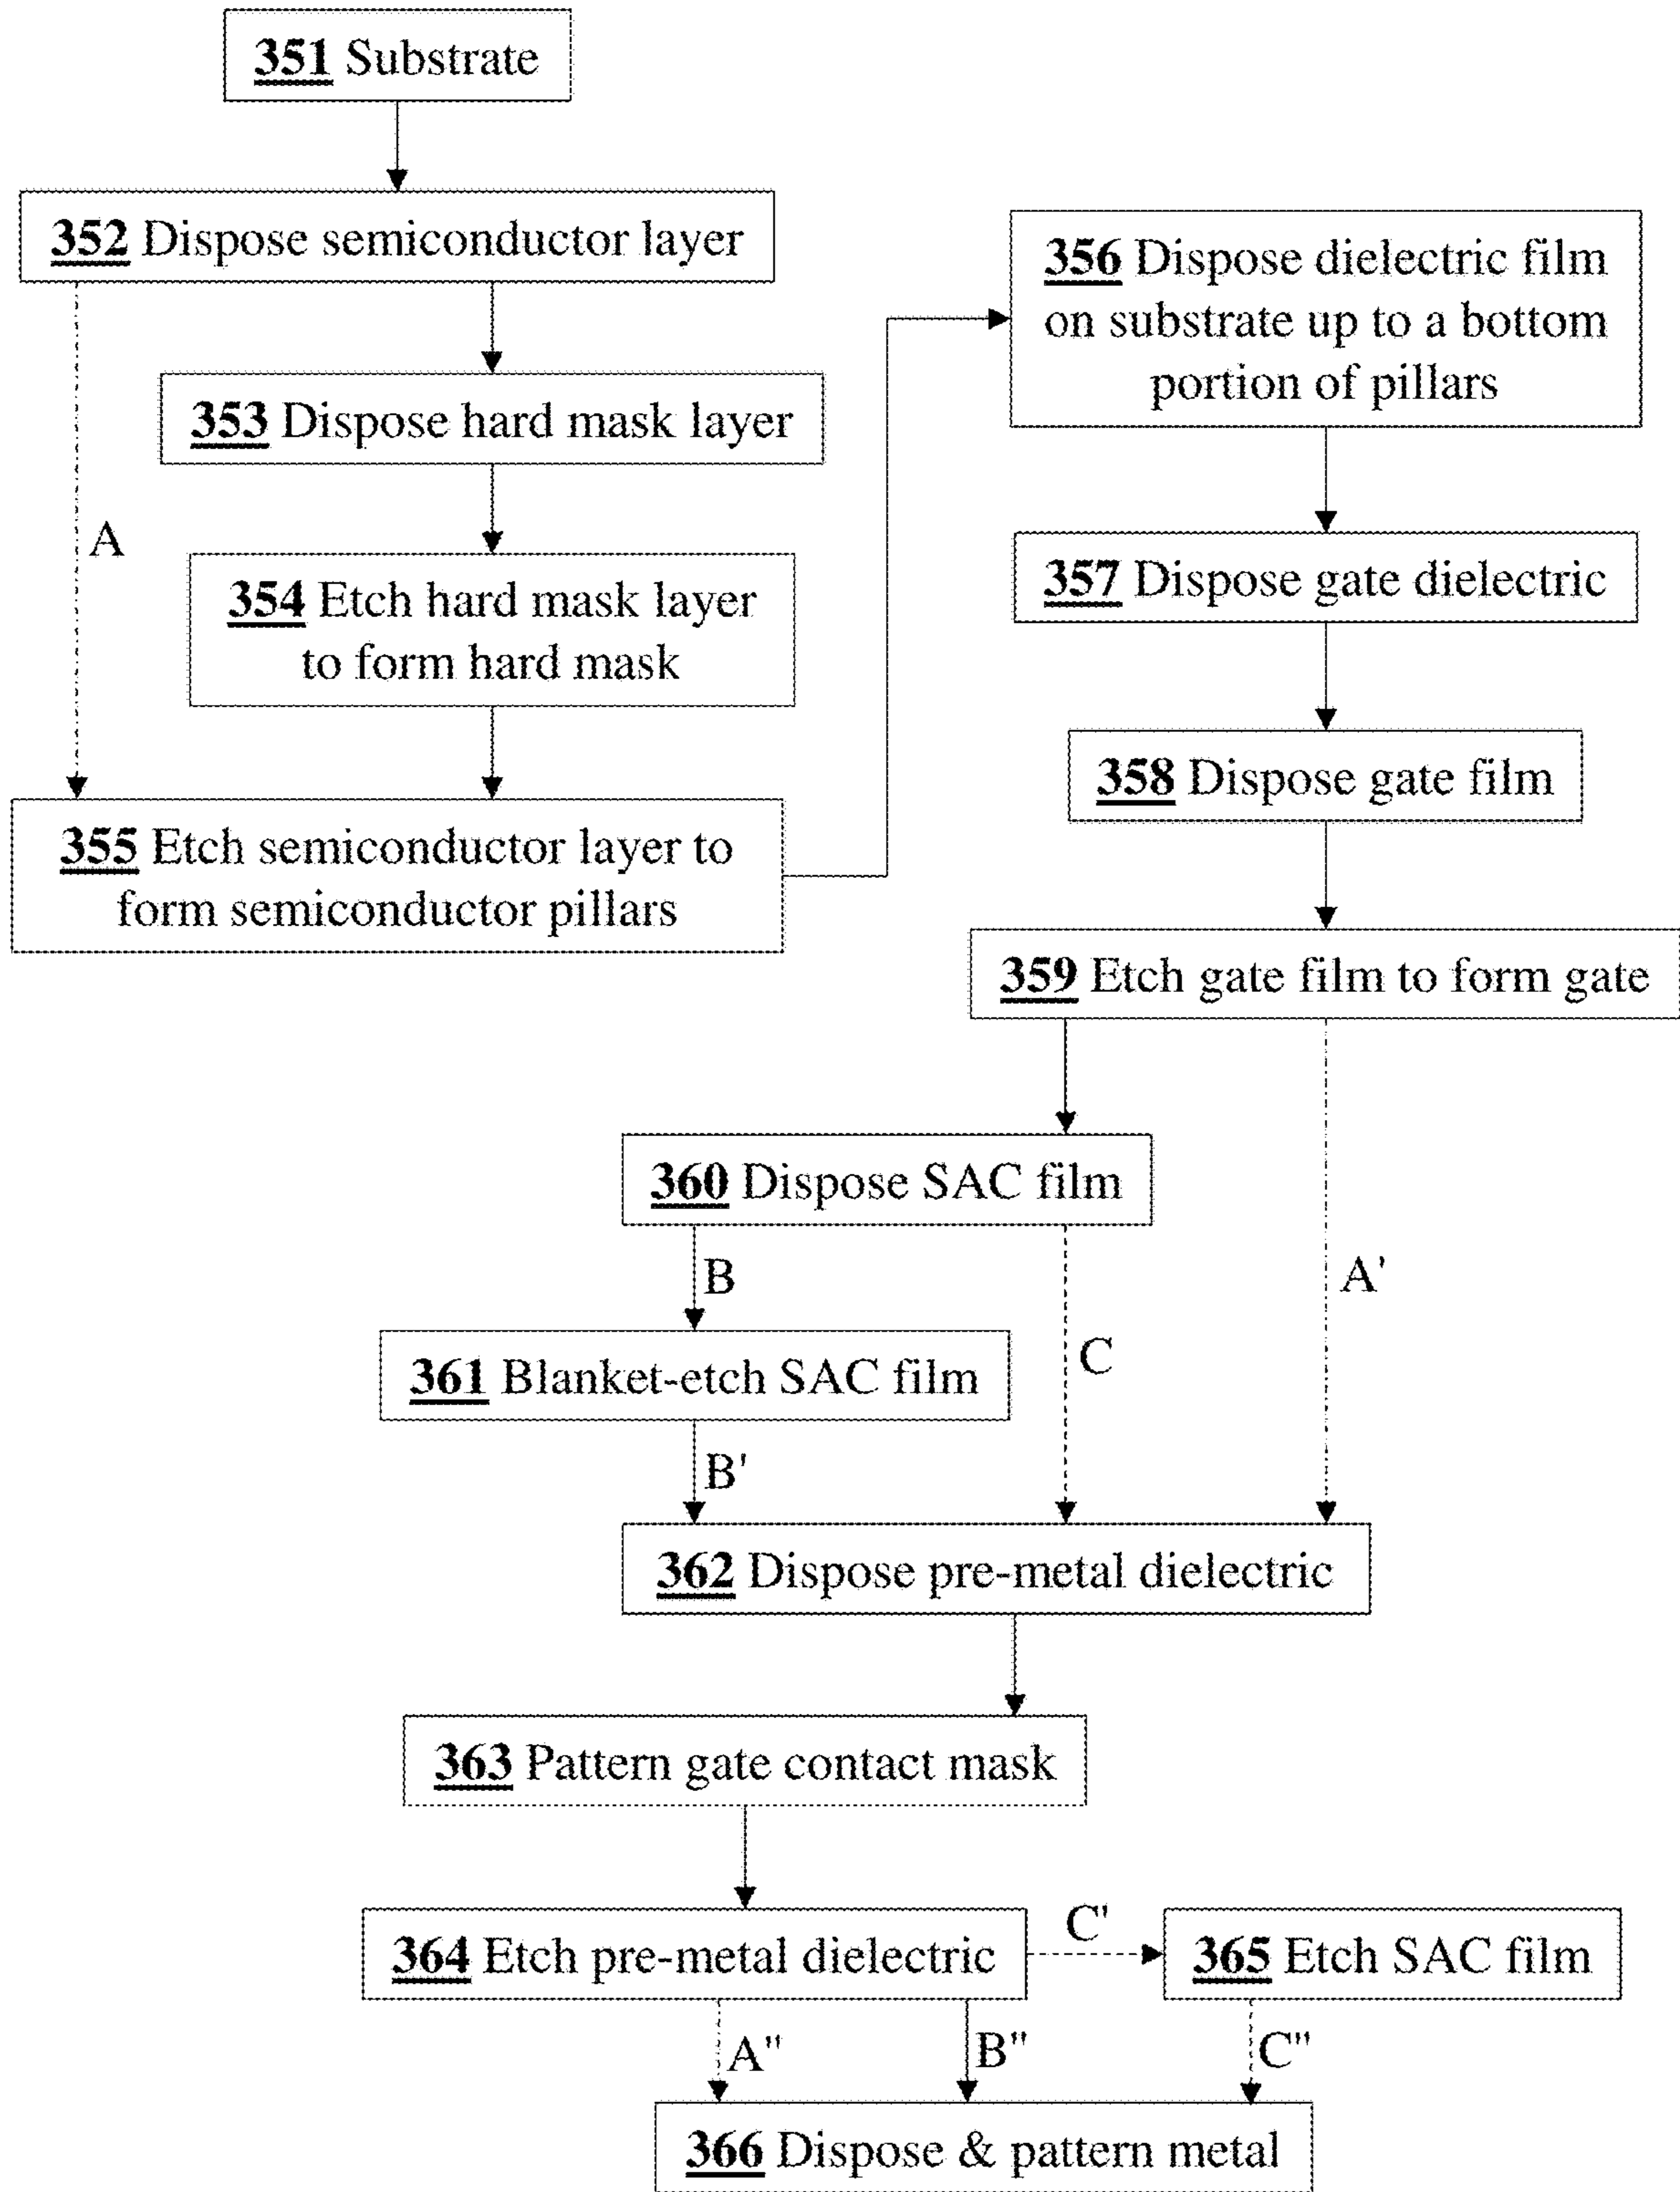 351 Substrate
352 Dispose semiconductor layer
A
353 Dispose hard mask layer
354 Etch hard mask layer
to form hard mask
355 Etch semiconductor layer to
form semiconductor pillars
356 Dispose dielectric film
on substrate up to a bottom
portion of pillars
357 Dispose gate dielectric
358 Dispose gate film
359 Etch gate film to form gate
360 Dispose SAC film
B
C
A'
361 Blanket-etch SAC film
B'
362 Dispose pre-metal dielectric
363 Pattern gate contact mask
364 Etch pre-metal dielectric
C'
365 Etch SAC film
A"
B"
C"
366 Dispose & pattern metal